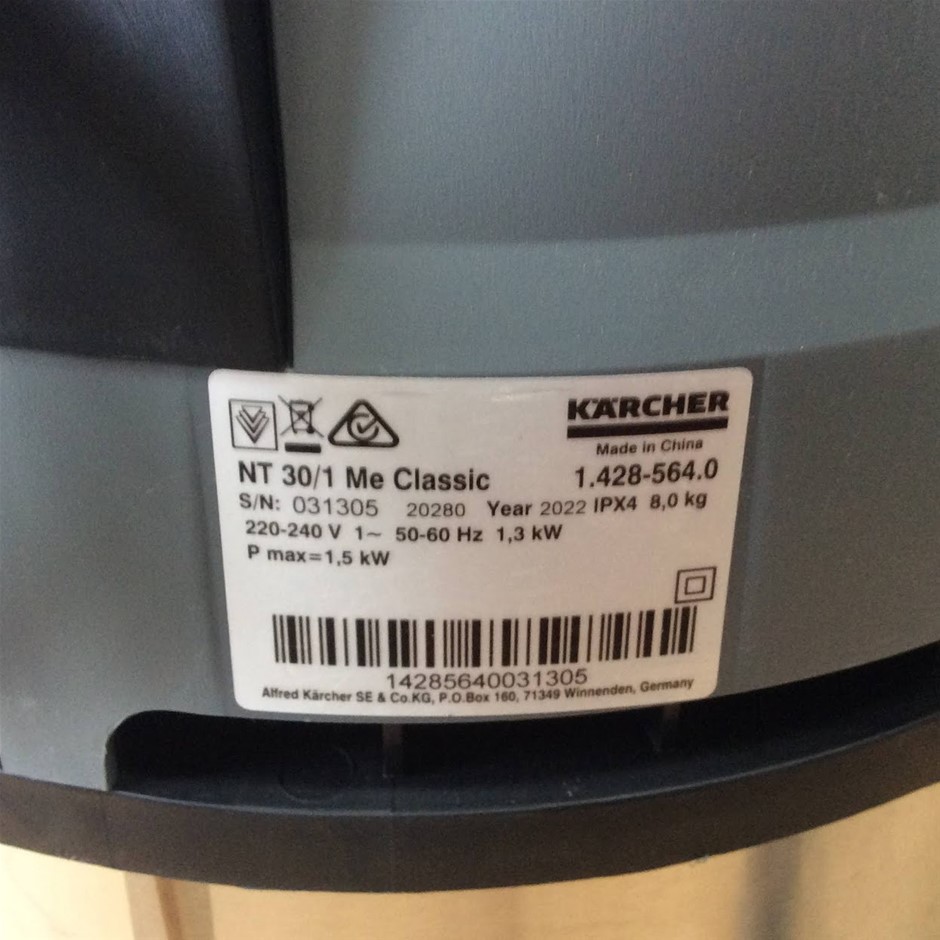 KÄRCHER
Made in China
NT 30/1 Me Classic 1.428-564.0
S/N: 031305 20280 Year 2022 IPX4 8,0 kg
220-240 V 1~ 50-60 Hz 1,3 kW
P max=1,5 kW
14285640031305
Alfred Kärcher SE & Co.KG, P.O.Box 160, 71349 Winnenden, Germany